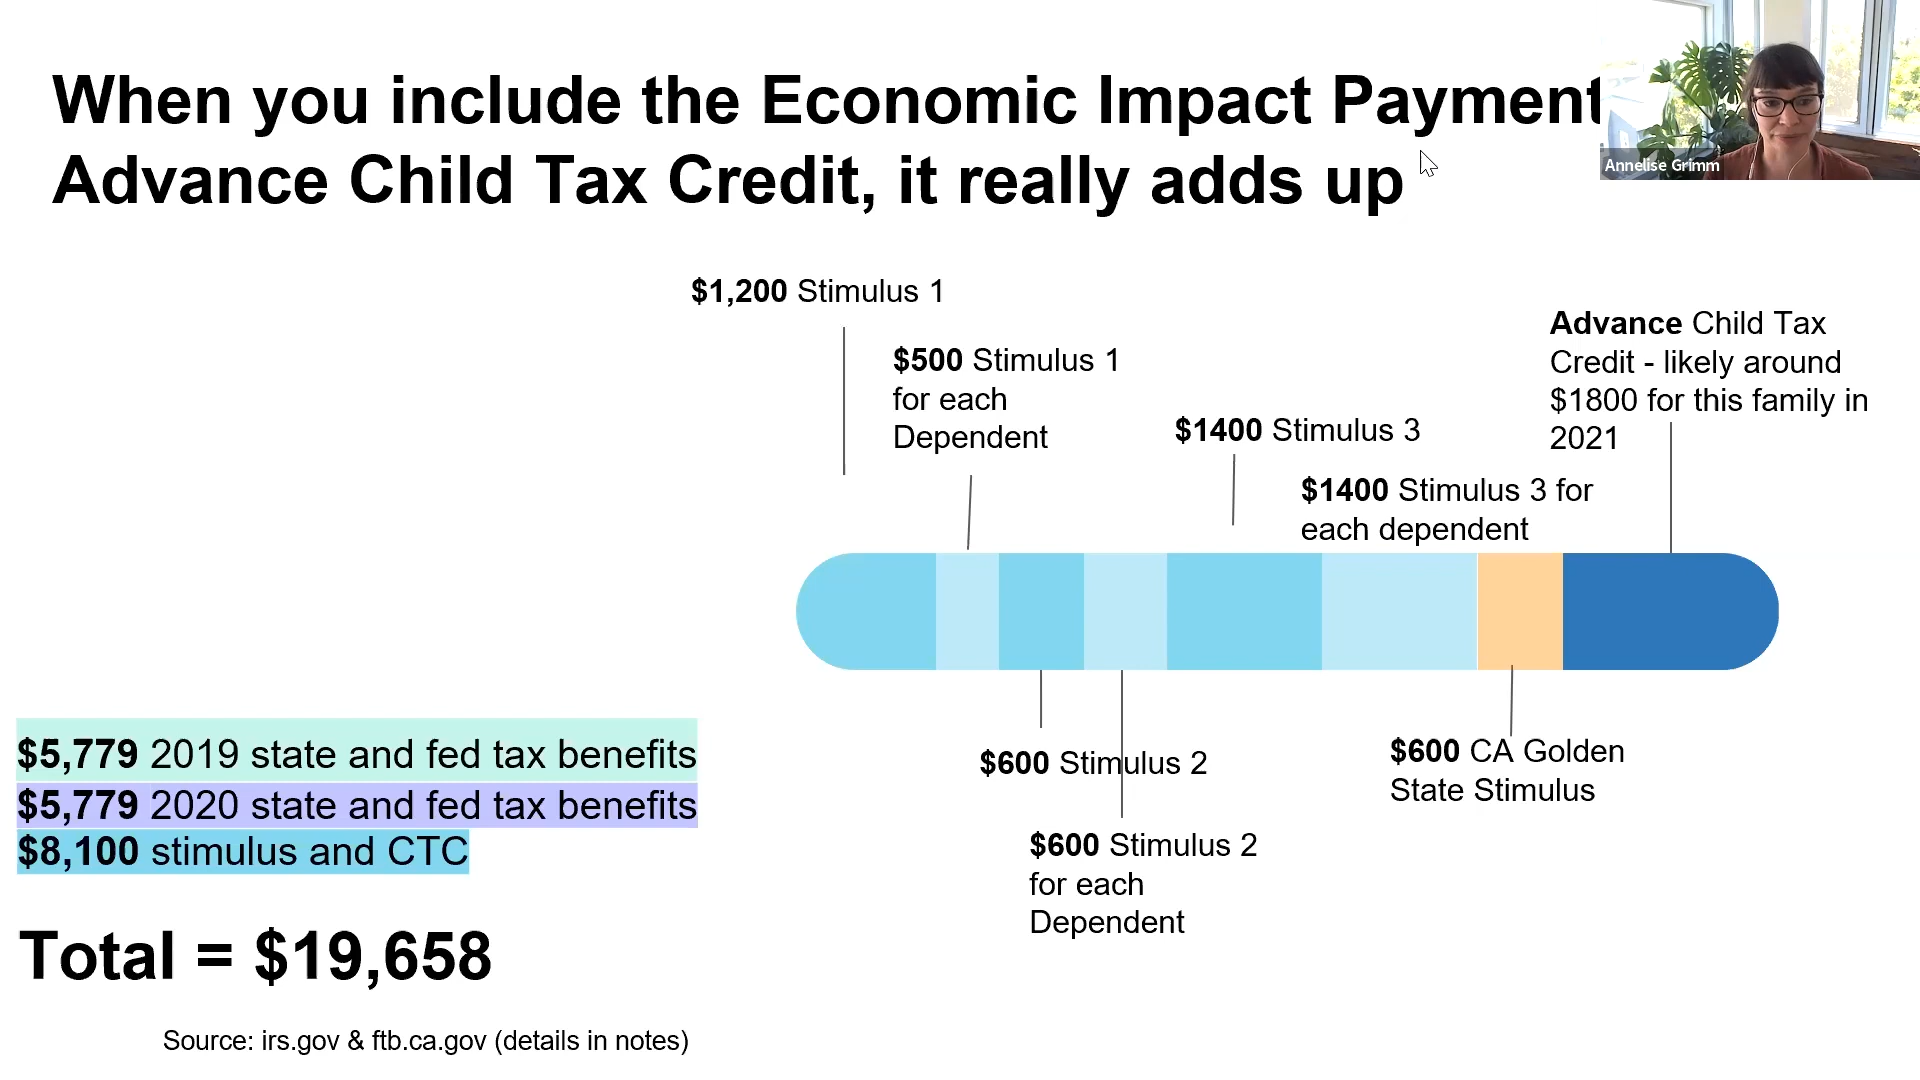 When you include the Economic Impact Payment
Advance Child Tax Credit, it really adds up
Annelise Grimm
$1,200 Stimulus 1
$500 Stimulus 1
for each
Dependent
$1400 Stimulus 3
$1400 Stimulus 3 for
each dependent
Advance Child Tax
Credit - likely around
$1800 for this family in
2021
$600 Stimulus 2
$600 Stimulus 2
for each
Dependent
$600 CA Golden
State Stimulus
$5,779 2019 state and fed tax benefits
$5,779 2020 state and fed tax benefits
$8,100 stimulus and CTC
Total = $19,658
Source: irs.gov & ftb.ca.gov (details in notes)